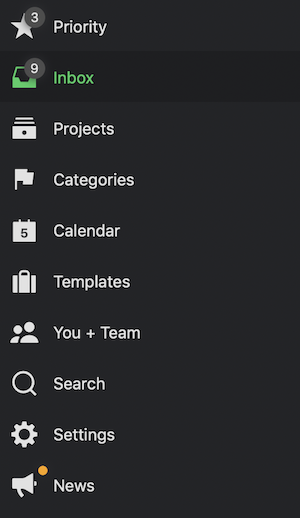 3
Priority
9
Inbox
Projects
Categories
5
Calendar
Templates
You + Team
Search
Settings
News